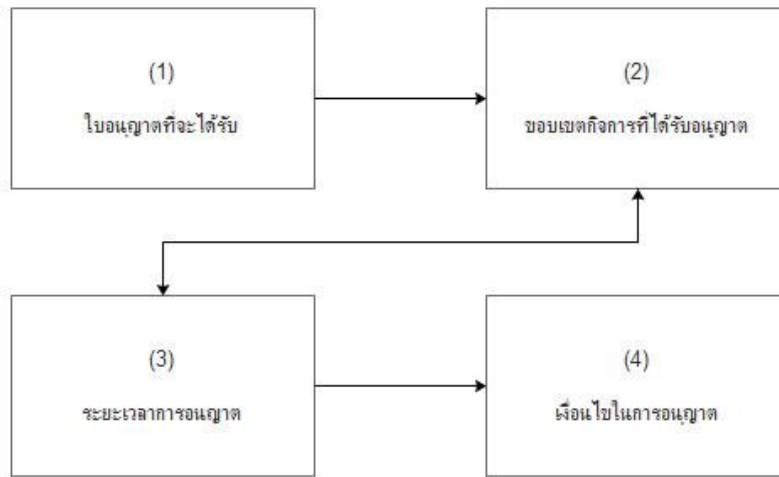 (1)
ใบอนุญาตที่จะได้รับ
(2)
ขอบเขตกิจการที่ได้รับอนุญาต
(3)
ระยะเวลาการอนญาต
(4)
เงื่อนไขในการอนุญาต